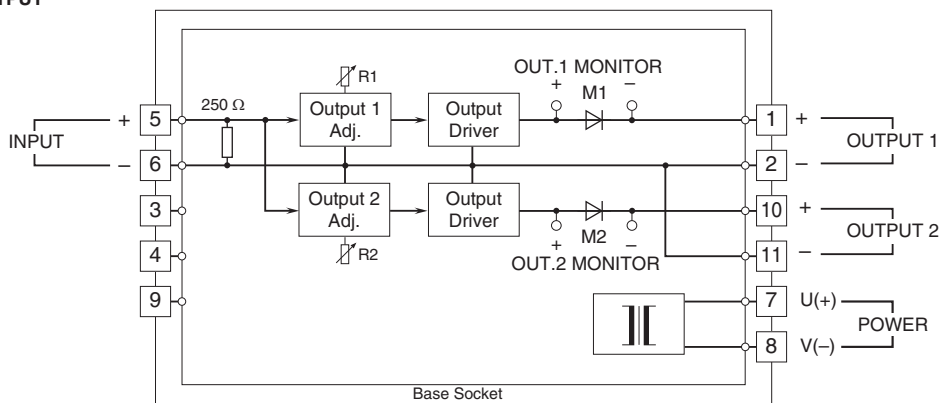 OUT.1 MONITOR
R1
+ M1 −
250 Ω
INPUT
+ 5
− 6
3
4
9
Output 1
Adj.
Output
Driver
1 +
2 −
OUTPUT 1
Output 2
Adj.
Output
Driver
R2
M2
+ −
OUT.2 MONITOR
10 +
11 −
OUTPUT 2
7 U(+)
8 V(−)
POWER
Base Socket